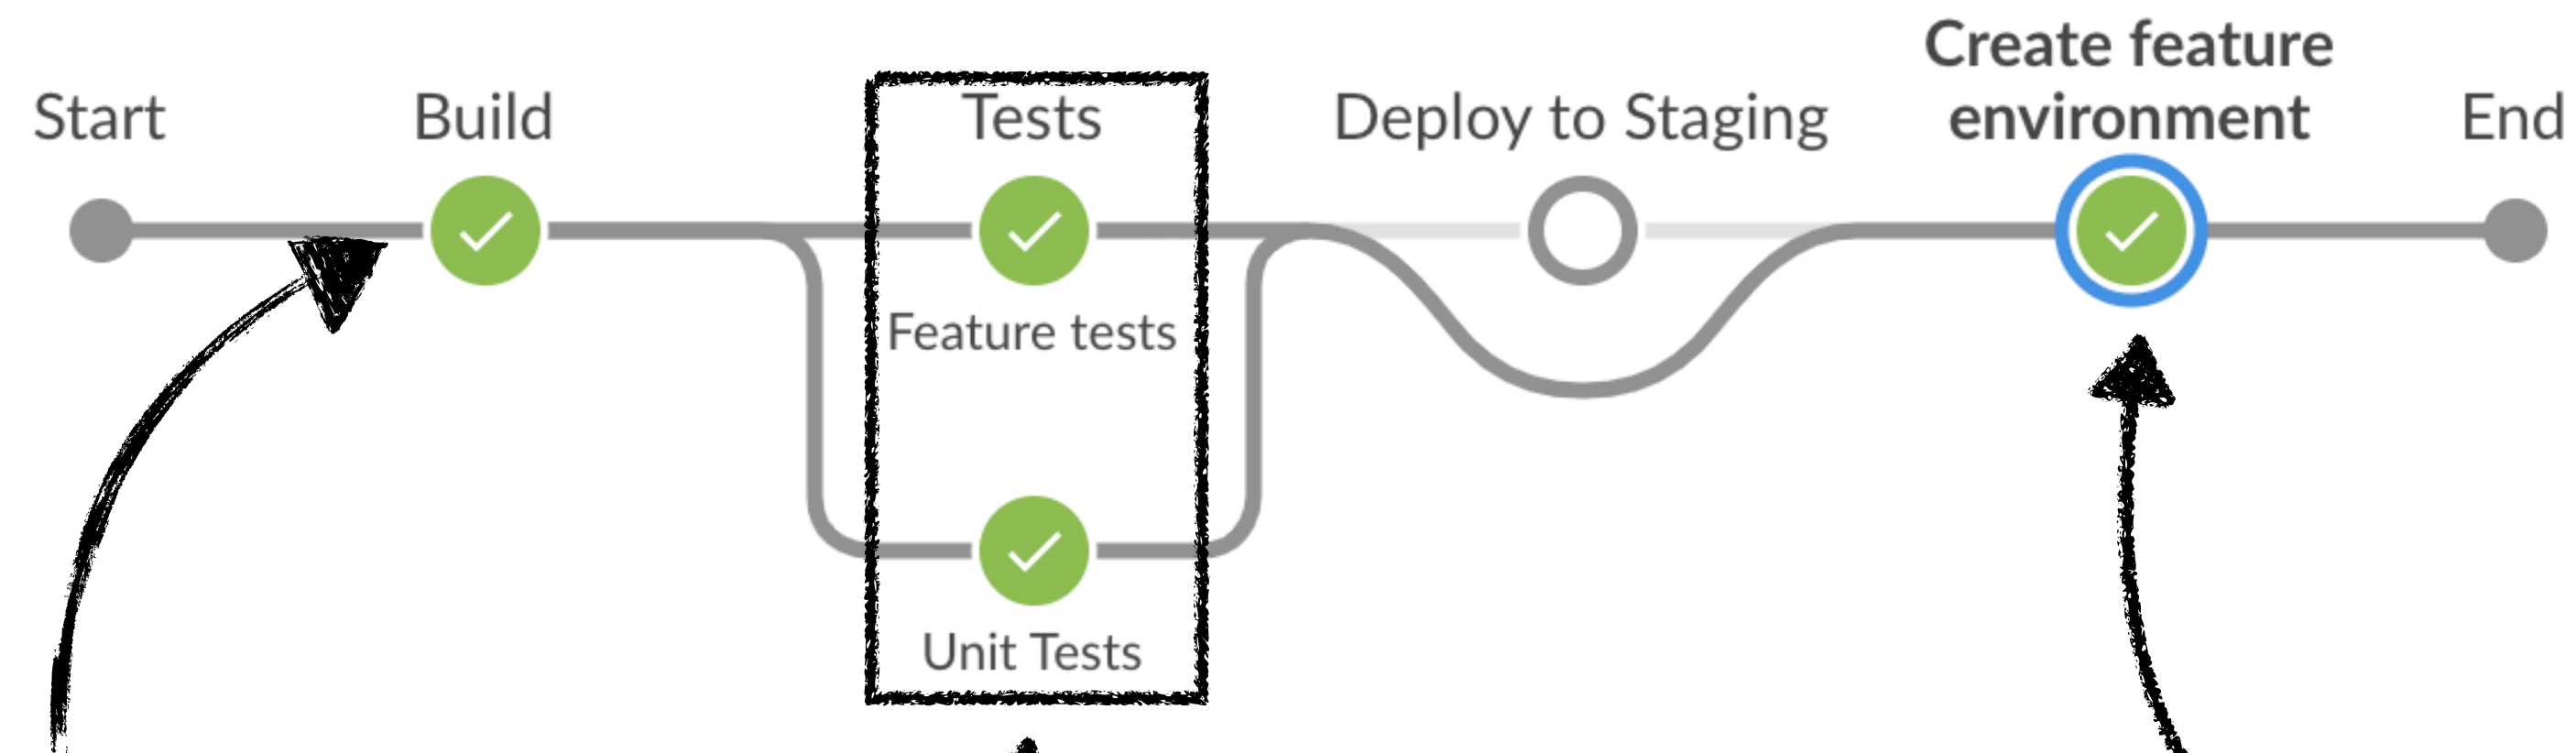 Start
Build
Tests
Deploy to Staging
Create feature
environment
End
Feature tests
Unit Tests